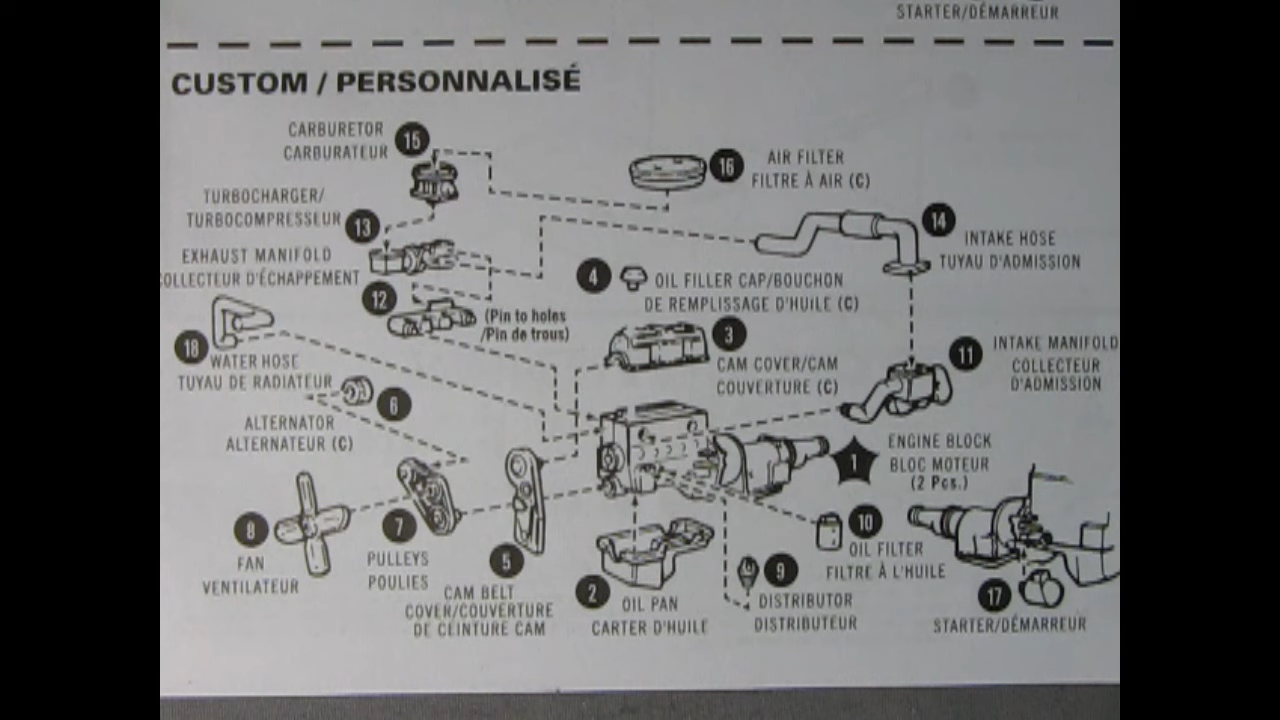 STARTER/DÉMARREUR
CUSTOM / PERSONNALISÉ
CARBURETOR
CARBURATEUR
15
AIR FILTER
FILTRE À AIR (C)
16
TURBOCHARGER/
TURBOCOMPRESSEUR
13
14
INTAKE HOSE
TUYAU D'ADMISSION
EXHAUST MANIFOLD
COLLECTEUR D'ÉCHAPPEMENT
12
4
OIL FILLER CAP/BOUCHON
DE REMPLISSAGE D'HUILE (C)
(Pin to holes
/Pin de trous)
18
WATER HOSE
TUYAU DE RADIATEUR
3
CAM COVER/CAM
COUVERTURE (C)
11
INTAKE MANIFOLD
COLLECTEUR
D'ADMISSION
6
ALTERNATOR
ALTERNATEUR (C)
1
ENGINE BLOCK
BLOC MOTEUR
(2 Pcs.)
8
FAN
VENTILATEUR
7
PULLEYS
POULIES
5
CAM BELT
COVER/COUVERTURE
DE CEINTURE CAM
2
OIL PAN
CARTER D'HUILE
9
DISTRIBUTOR
DISTRIBUTEUR
10
OIL FILTER
FILTRE À L'HUILE
17
STARTER/DÉMARREUR